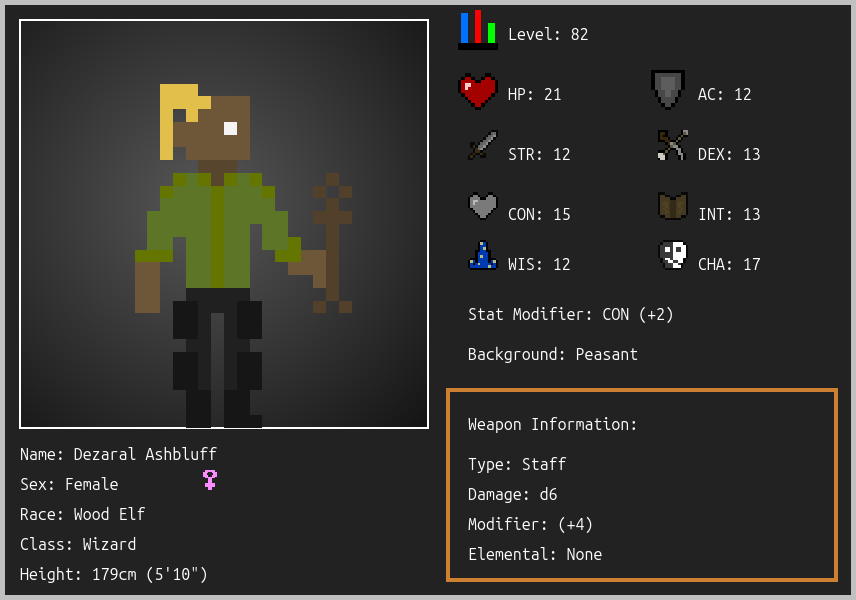 Level: 82
HP: 21
AC: 12
STR: 12
DEX: 13
CON: 15
INT: 13
WIS: 12
CHA: 17
Stat Modifier: CON (+2)
Background: Peasant
Weapon Information:
Type: Staff
Damage: d6
Modifier: (+4)
Elemental: None
Name: Dezaral Ashbluff
Sex: Female
Race: Wood Elf
Class: Wizard
Height: 179cm (5'10")